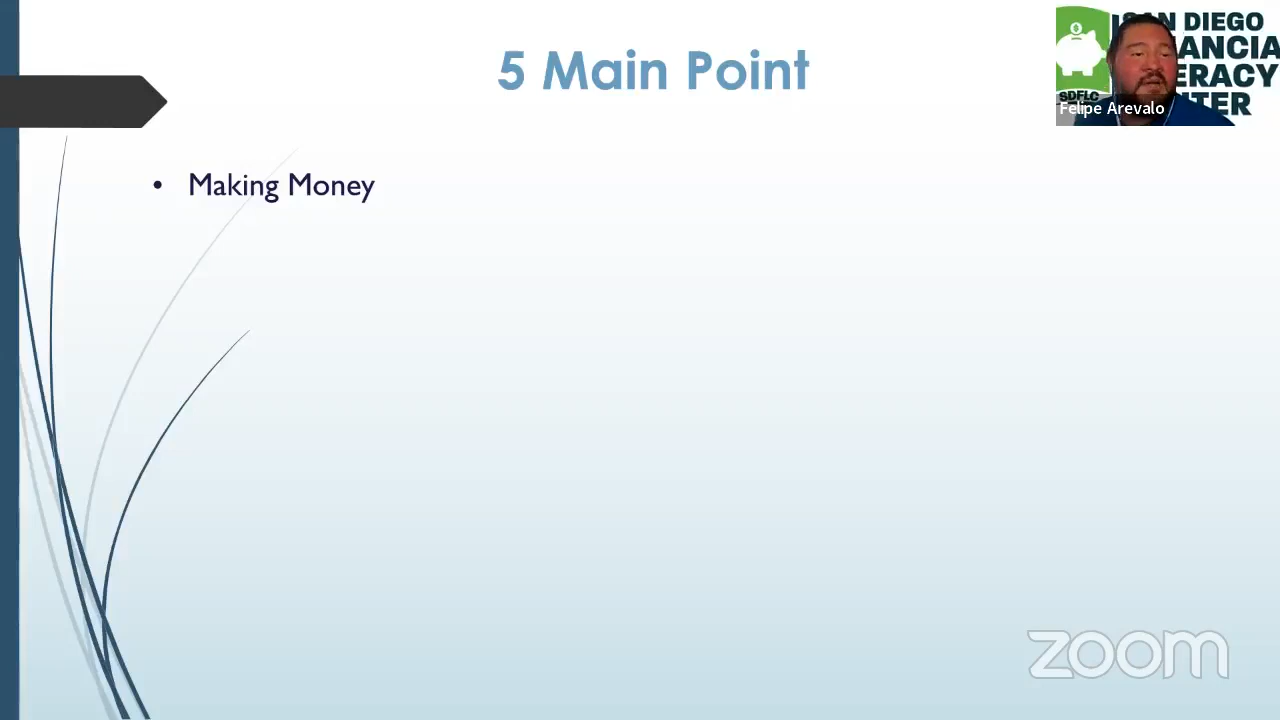 5 Main Point
SAN DIEGO
SDFLC
Felipe Arevalo
• Making Money
zoom